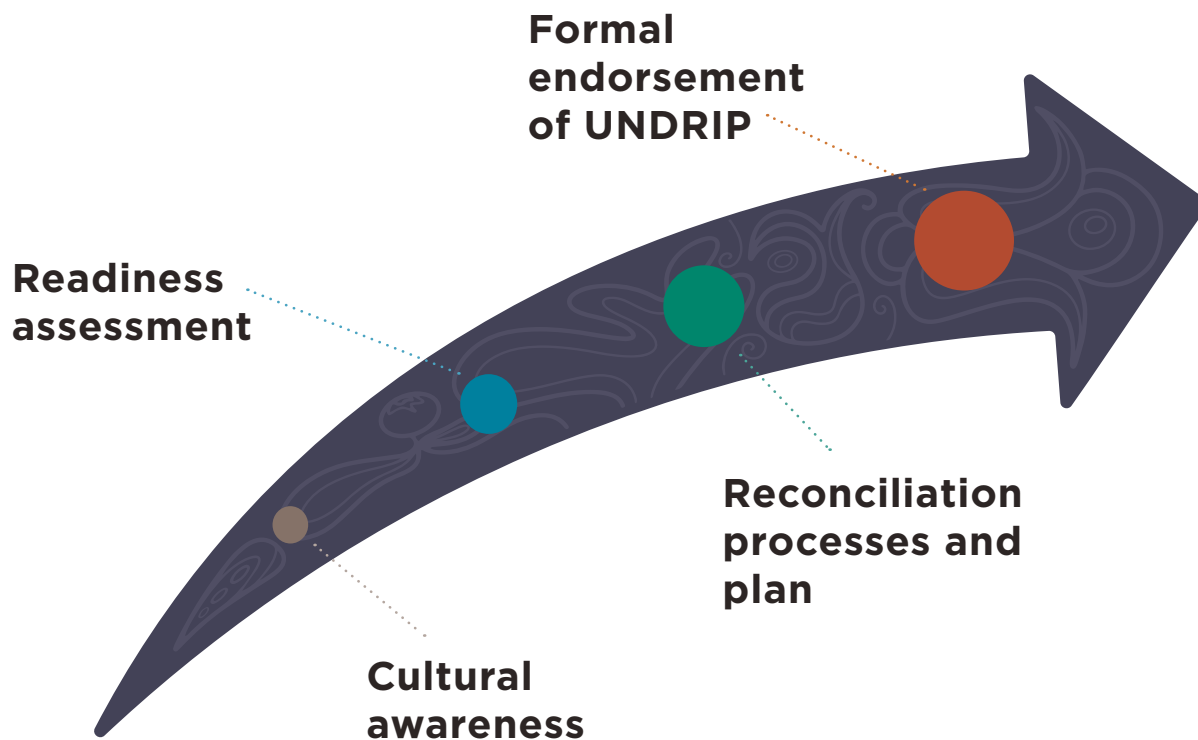 Formal
endorsement
of UNDRIP
Readiness
assessment
Reconciliation
processes and
plan
Cultural
awareness